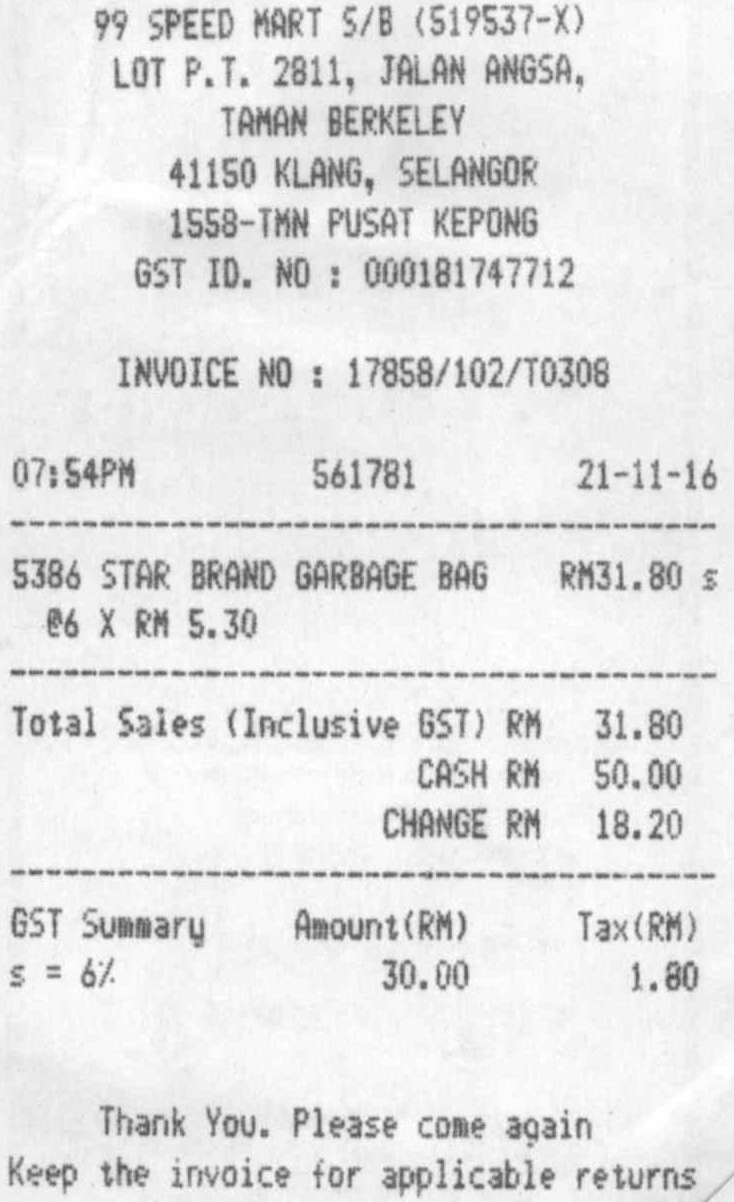 99 SPEED MART S/B (519537-X)
LOT P.T. 2811, JALAN ANGSA,
TAMAN BERKELEY
41150 KLANG, SELANGOR
1558-TMN PUSAT KEPONG
GST ID. NO : 000181747712
INVOICE NO : 17858/102/T0308
07:54PM 561781 21-11-16
5386 STAR BRAND GARBAGE BAG RM31.80 s
@6 X RM 5.30
Total Sales (Inclusive GST) RM 31.80
CASH RM 50.00
CHANGE RM 18.20
GST Summary Amount(RM) Tax(RM)
s = 6% 30.00 1.80
Thank You. Please come again
Keep the invoice for applicable returns